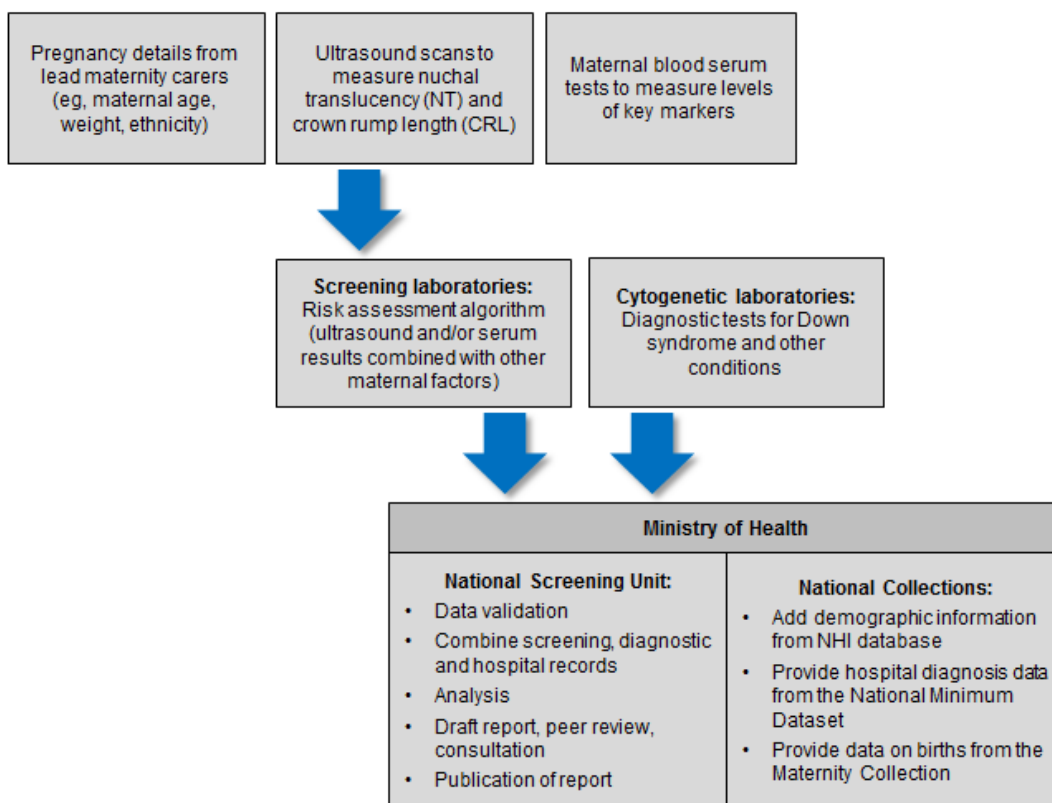 Pregnancy details from
lead maternity carers
(eg, maternal age,
weight, ethnicity)
Ultrasound scans to
measure nuchal
translucency (NT) and
crown rump length (CRL)
Maternal blood serum
tests to measure levels
of key markers
Screening laboratories:
Risk assessment algorithm
(ultrasound and/or serum
results combined with other
maternal factors)
Cytogenetic laboratories:
Diagnostic tests for Down
syndrome and other
conditions
Ministry of Health
National Screening Unit:
• Data validation
• Combine screening, diagnostic
and hospital records
• Analysis
• Draft report, peer review,
consultation
• Publication of report
National Collections:
• Add demographic information
from NHI database
• Provide hospital diagnosis data
from the National Minimum
Dataset
• Provide data on births from the
Maternity Collection